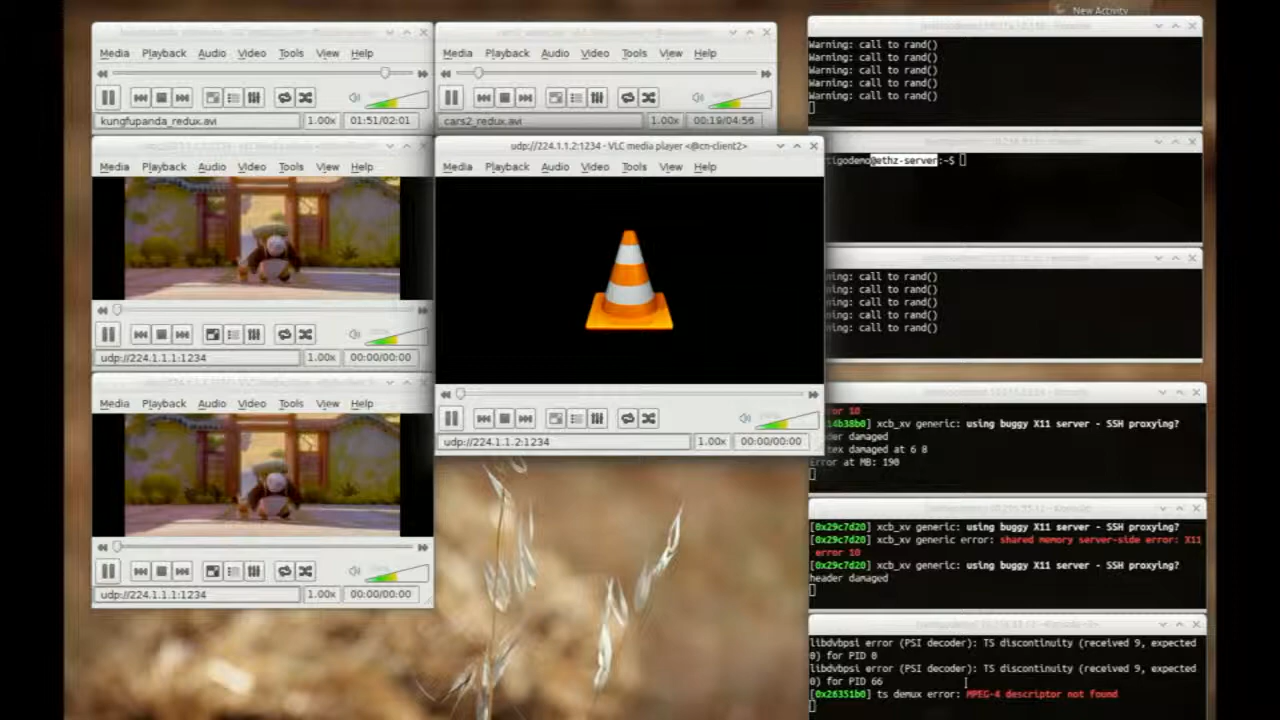 New Activity
Media Playback Audio Video Tools View Help
kungfupanda_redux.avi 1.00x 01:51/02:01
Media Playback Audio Video Tools View Help
cars2_redux.avi 1.00x 00:19/04:56
Media Playback Audio Video Tools View Help
udp://224.1.1.1:1234 1.00x 00:00/00:00
Media Playback Audio Video Tools View Help
udp://224.1.1.1:1234 1.00x 00:00/00:00
udp://224.1.1.2:1234 - VLC media player <@cn-client2>
Media Playback Audio Video Tools View Help
udp://224.1.1.2:1234 1.00x 00:00/00:00
Warning: call to rand()
Warning: call to rand()
Warning: call to rand()
Warning: call to rand()
Warning: call to rand()
tigodemo@ethz-server:~$
ning: call to rand()
ning: call to rand()
ning: call to rand()
ning: call to rand()
ning: call to rand()
ror 10
14b38b0] xcb_xv generic: using buggy X11 server - SSH proxying?
der damaged
tex damaged at 6 8
Error at MB: 190
[0x29c7d20] xcb_xv generic: using buggy X11 server - SSH proxying?
[0x29c7d20] xcb_xv generic error: shared memory server-side error: X11
error 10
[0x29c7d20] xcb_xv generic: using buggy X11 server - SSH proxying?
header damaged
libdvbpsi error (PSI decoder): TS discontinuity (received 9, expected
0) for PID 0
libdvbpsi error (PSI decoder): TS discontinuity (received 9, expected
0) for PID 66
[0x26351b0] ts demux error: MPEG-4 descriptor not found